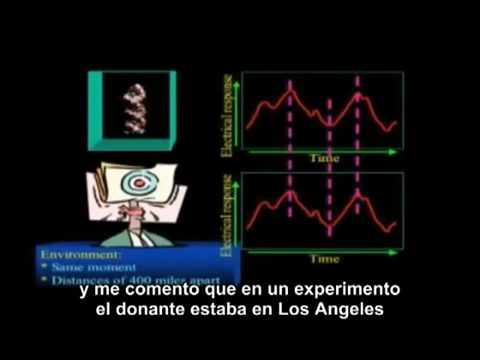 Electrical response
Time
Electrical response
Time
Environment:
* Same moment
* Distances of 400 miles apart
y me comentó que en un experimento
el donante estaba en Los Angeles